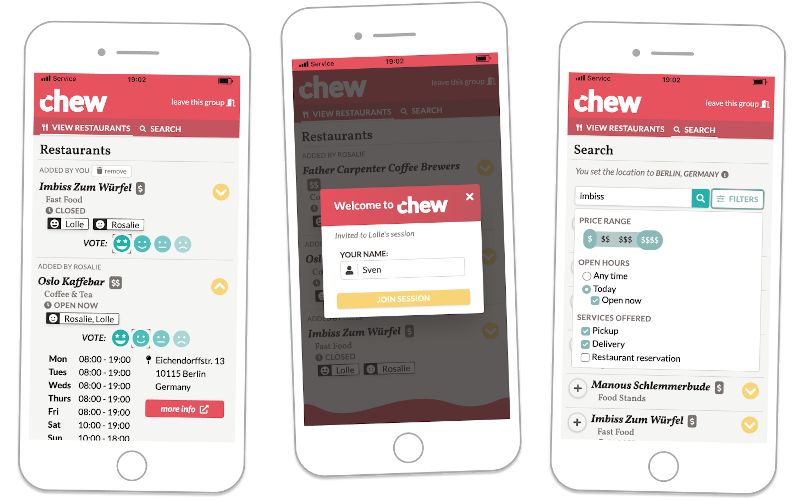 Service 19:02
chew
leave this group
VIEW RESTAURANTS SEARCH
Restaurants
ADDED BY YOU remove
Imbiss Zum Würfel $
Fast Food
CLOSED
Lolle Rosalie
VOTE:
ADDED BY ROSALIE
Oslo Kaffebar $$
Coffee & Tea
OPEN NOW
Rosalie, Lolle
VOTE:
Mon 08:00 - 19:00 Eichendorffstr. 13
Tues 08:00 - 19:00 10115 Berlin
Weds 08:00 - 19:00 Germany
Thurs 08:00 - 19:00
Fri 08:00 - 19:00 more info
Sat 10:00 - 19:00
Sun 10:00 - 18:00
Service 19:02
chew
leave this group
VIEW RESTAURANTS SEARCH
Restaurants
ADDED BY ROSALIE
Father Carpenter Coffee Brewers
$$
Welcome to chew
Invited to Lolle's session
YOUR NAME:
Sven
JOIN SESSION
Imbiss Zum Würfel $
Fast Food
CLOSED
Lolle Rosalie
Service 19:02
chew
leave this group
VIEW RESTAURANTS SEARCH
Search
You set the location to BERLIN, GERMANY
imbiss FILTERS
PRICE RANGE
$ $$ $$$ $$$$
OPEN HOURS
Any time
Today
Open now
SERVICES OFFERED
Pickup
Delivery
Restaurant reservation
Manous Schlemmerbude $
Food Stands
Imbiss Zum Würfel $
Fast Food